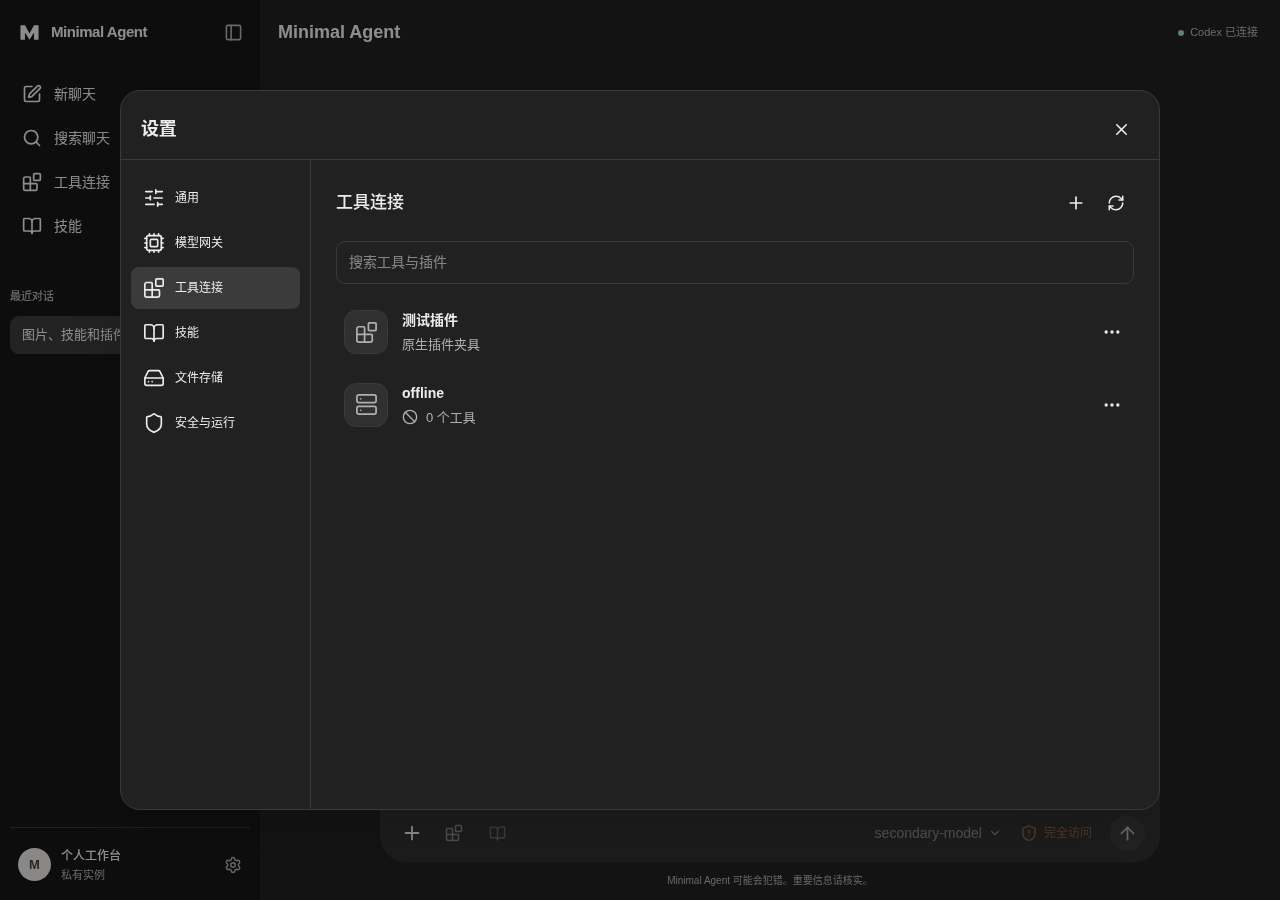 Minimal Agent
Minimal Agent
Codex 已连接
新聊天
搜索聊天
工具连接
技能
最近对话
图片、技能和插件
设置
通用
模型网关
工具连接
技能
文件存储
安全与运行
工具连接
搜索工具与插件
测试插件
原生插件夹具
offline
0 个工具
secondary-model
完全访问
M
个人工作台
私有实例
Minimal Agent 可能会犯错。重要信息请核实。